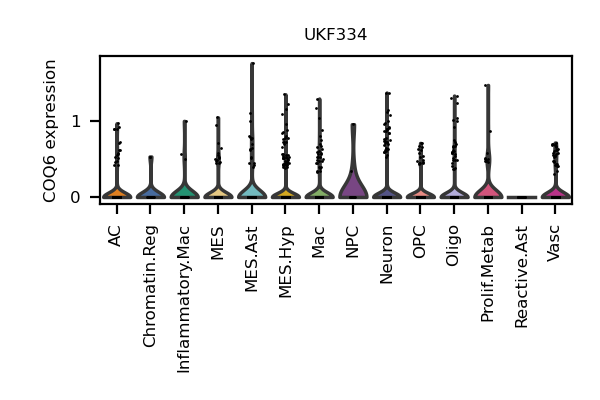 UKF334
COQ6 expression
1
0
AC
Chromatin.Reg
Inflammatory.Mac
MES
MES.Ast
MES.Hyp
Mac
NPC
Neuron
OPC
Oligo
Prolif.Metab
Reactive.Ast
Vasc